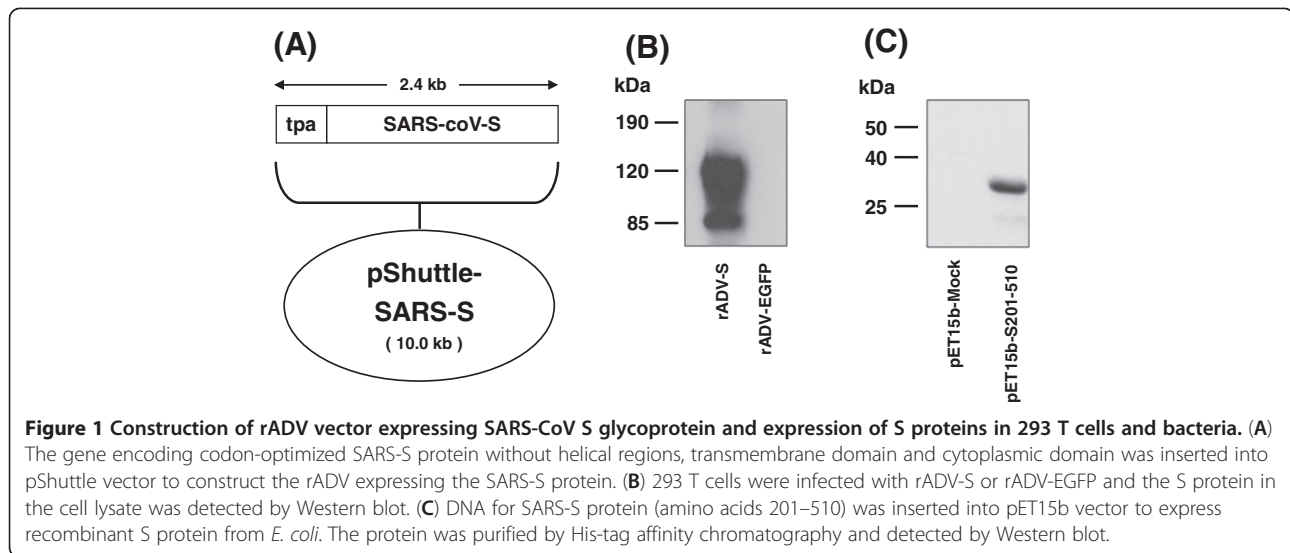 (A)
2.4 kb
tpa
SARS-coV-S
pShuttle-
SARS-S
( 10.0 kb )
(B)
kDa
190
120
85
rADV-S
rADV-EGFP
(C)
kDa
50
40
25
pET15b-Mock
pET15b-S201-510
Figure 1 Construction of rADV vector expressing SARS-CoV S glycoprotein and expression of S proteins in 293 T cells and bacteria. (A)
The gene encoding codon-optimized SARS-S protein without helical regions, transmembrane domain and cytoplasmic domain was inserted into
pShuttle vector to construct the rADV expressing the SARS-S protein. (B) 293 T cells were infected with rADV-S or rADV-EGFP and the S protein in
the cell lysate was detected by Western blot. (C) DNA for SARS-S protein (amino acids 201–510) was inserted into pET15b vector to express
recombinant S protein from E. coli. The protein was purified by His-tag affinity chromatography and detected by Western blot.